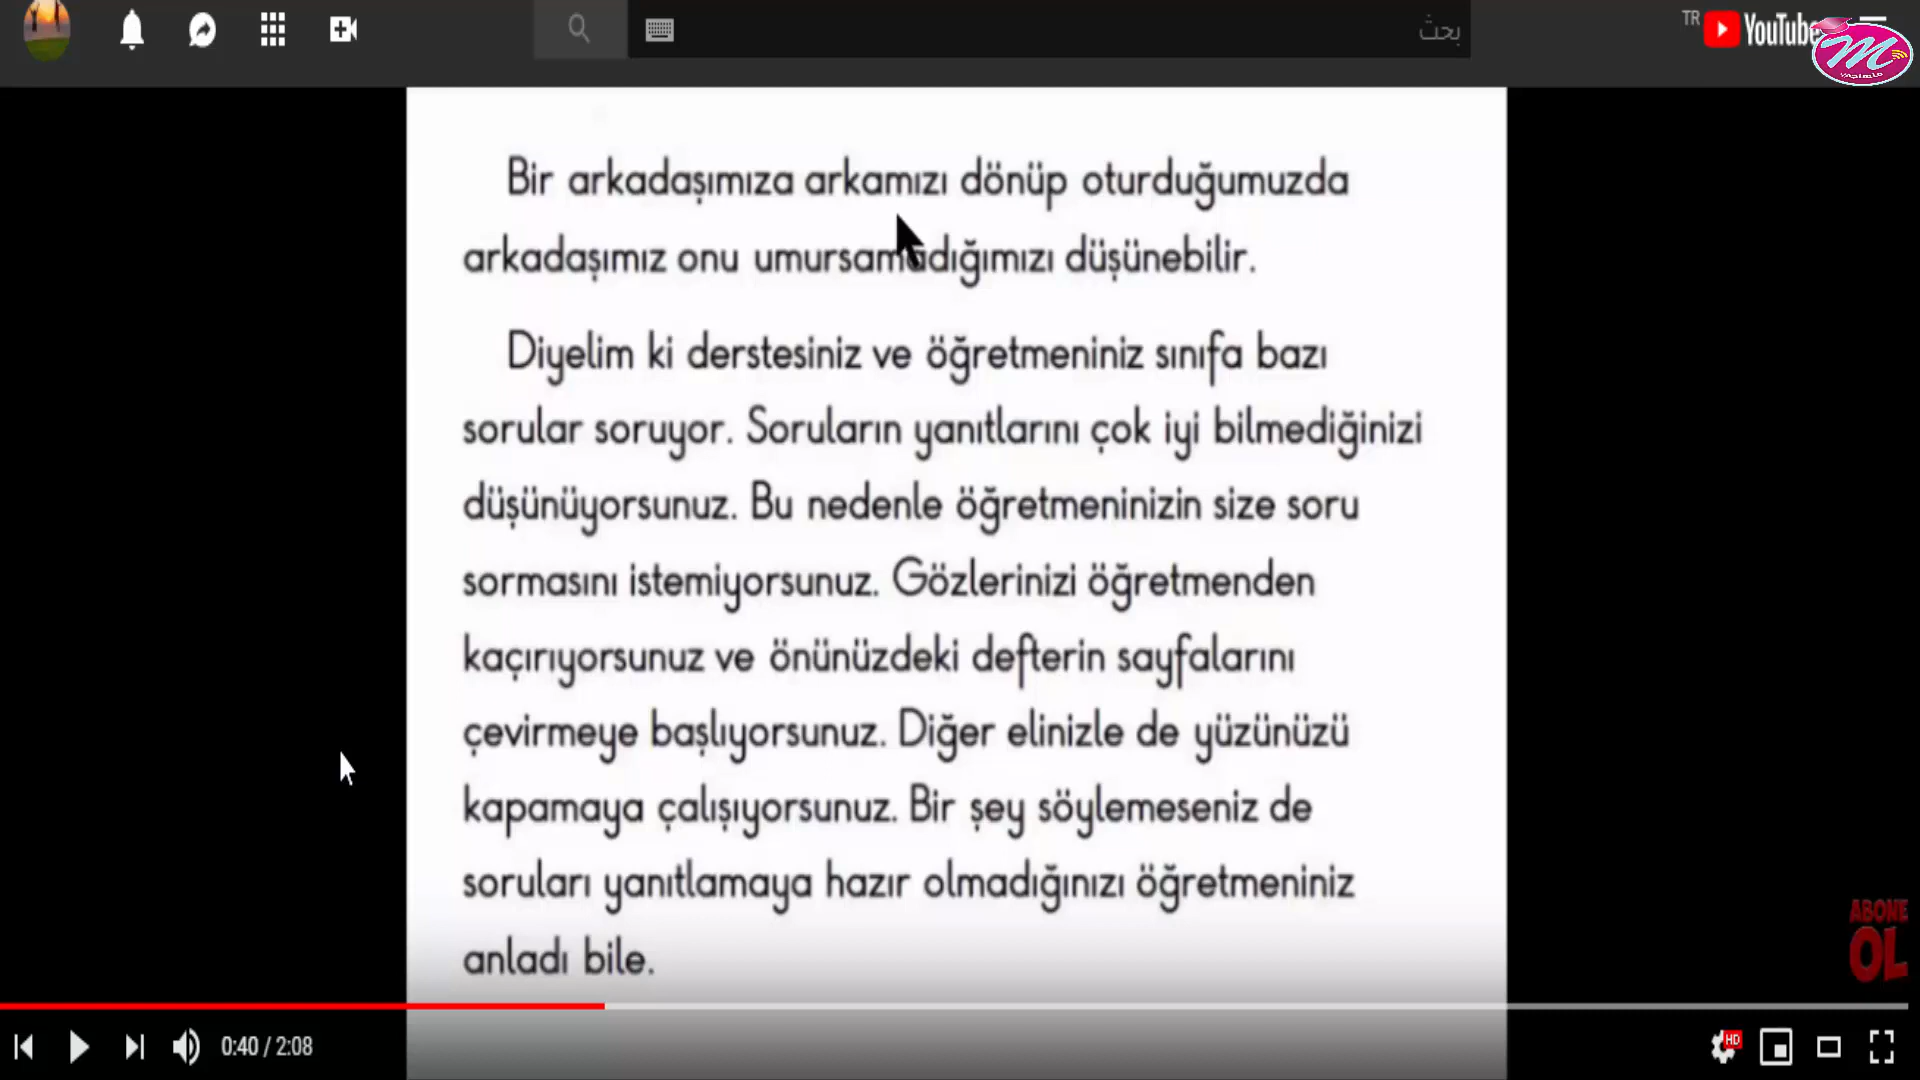 بحث
TR
YouTube
Bir arkadaşımıza arkamızı dönüp oturduğumuzda
arkadaşımız onu umursamadığımızı düşünebilir.
Diyelim ki derstesiniz ve öğretmeniniz sınıfa bazı
sorular soruyor. Soruların yanıtlarını çok iyi bilmediğinizi
düşünüyorsunuz. Bu nedenle öğretmeninizin size soru
sormasını istemiyorsunuz. Gözlerinizi öğretmenden
kaçırıyorsunuz ve önünüzdeki defterin sayfalarını
çevirmeye başlıyorsunuz. Diğer elinizle de yüzünüzü
kapamaya çalışıyorsunuz. Bir şey söylemeseniz de
soruları yanıtlamaya hazır olmadığınızı öğretmeniniz
anladı bile.
ABONE
OL
0:40 / 2:08
HD